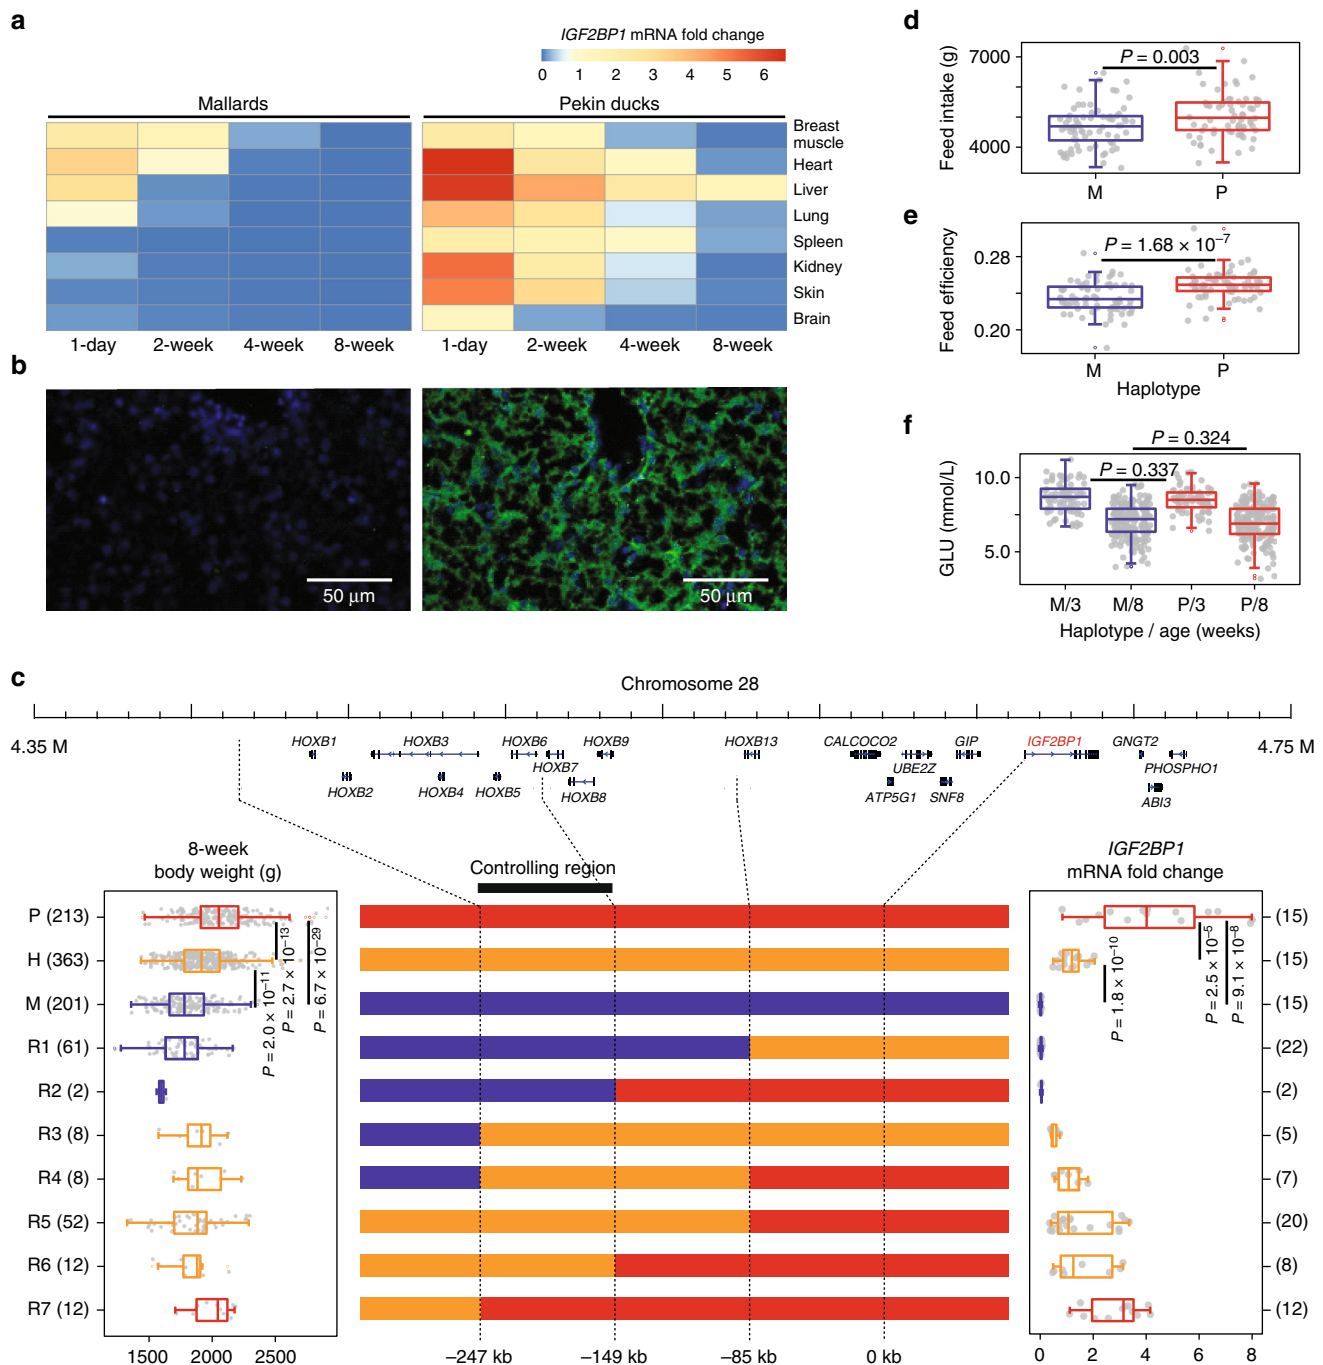 a
IGF2BP1 mRNA fold change
0 1 2 3 4 5 6
Mallards
Pekin ducks
Breast muscle
Heart
Liver
Lung
Spleen
Kidney
Skin
Brain
1-day 2-week 4-week 8-week
1-day 2-week 4-week 8-week
b
50 μm
50 μm
d
Feed intake (g)
7000
4000
P = 0.003
M P
e
Feed efficiency
0.28
0.20
P = 1.68 × 10–7
M P
Haplotype
f
GLU (mmol/L)
10.0
5.0
P = 0.324
P = 0.337
M/3 M/8 P/3 P/8
Haplotype / age (weeks)
c
Chromosome 28
4.35 M
4.75 M
HOXB1 HOXB3 HOXB6 HOXB9 HOXB13 CALCOCO2 GIP IGF2BP1 GNGT2
HOXB7 UBE2Z PHOSPHO1
HOXB2 HOXB4 HOXB5 HOXB8 ATP5G1 SNF8 ABI3
8-week
body weight (g)
Controlling region
IGF2BP1
mRNA fold change
P (213)
H (363)
M (201)
R1 (61)
R2 (2)
R3 (8)
R4 (8)
R5 (52)
R6 (12)
R7 (12)
P = 2.0 × 10–11
P = 2.7 × 10–13
P = 6.7 × 10–29
1500 2000 2500
–247 kb –149 kb –85 kb 0 kb
P = 1.8 × 10–10
P = 2.5 × 10–5
P = 9.1 × 10–8
(15)
(15)
(15)
(22)
(2)
(5)
(7)
(20)
(8)
(12)
0 2 4 6 8